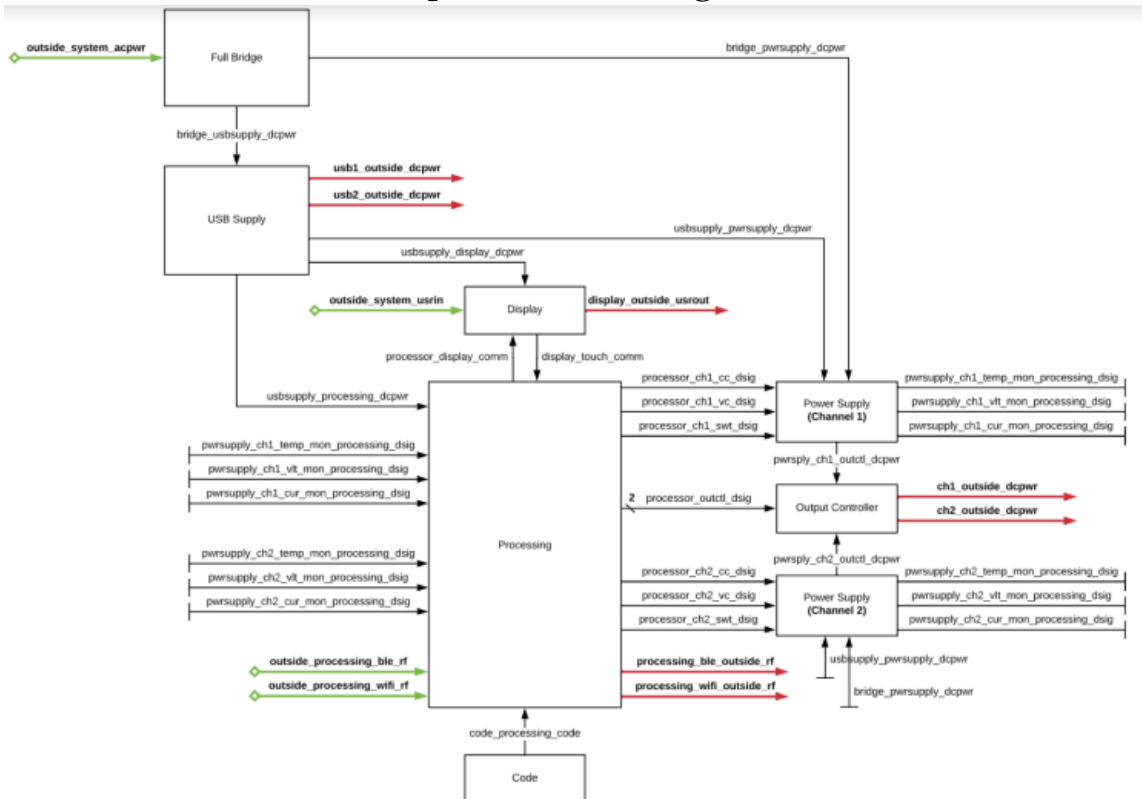 outside_system_acpwr
Full Bridge
bridge_pwrsupply_dcpwr
bridge_usbsupply_dcpwr
USB Supply
usb1_outside_dcpwr
usb2_outside_dcpwr
usbsupply_pwrsupply_dcpwr
usbsupply_display_dcpwr
outside_system_usrin
Display
display_outside_usrout
processor_display_comm
display_touch_comm
usbsupply_processing_dcpwr
processor_ch1_cc_dsig
processor_ch1_vc_dsig
processor_ch1_swt_dsig
Power Supply
(Channel 1)
pwrsupply_ch1_temp_mon_processing_dsig
pwrsupply_ch1_vlt_mon_processing_dsig
pwrsupply_ch1_cur_mon_processing_dsig
pwrsupply_ch1_temp_mon_processing_dsig
pwrsupply_ch1_vlt_mon_processing_dsig
pwrsupply_ch1_cur_mon_processing_dsig
pwrsply_ch1_outctl_dcpwr
2
processor_outctl_dsig
Output Controller
ch1_outside_dcpwr
ch2_outside_dcpwr
Processing
pwrsupply_ch2_temp_mon_processing_dsig
pwrsupply_ch2_vlt_mon_processing_dsig
pwrsupply_ch2_cur_mon_processing_dsig
pwrsply_ch2_outctl_dcpwr
processor_ch2_cc_dsig
processor_ch2_vc_dsig
processor_ch2_swt_dsig
Power Supply
(Channel 2)
pwrsupply_ch2_temp_mon_processing_dsig
pwrsupply_ch2_vlt_mon_processing_dsig
pwrsupply_ch2_cur_mon_processing_dsig
usbsupply_pwrsupply_dcpwr
bridge_pwrsupply_dcpwr
outside_processing_ble_rf
outside_processing_wifi_rf
processing_ble_outside_rf
processing_wifi_outside_rf
code_processing_code
Code